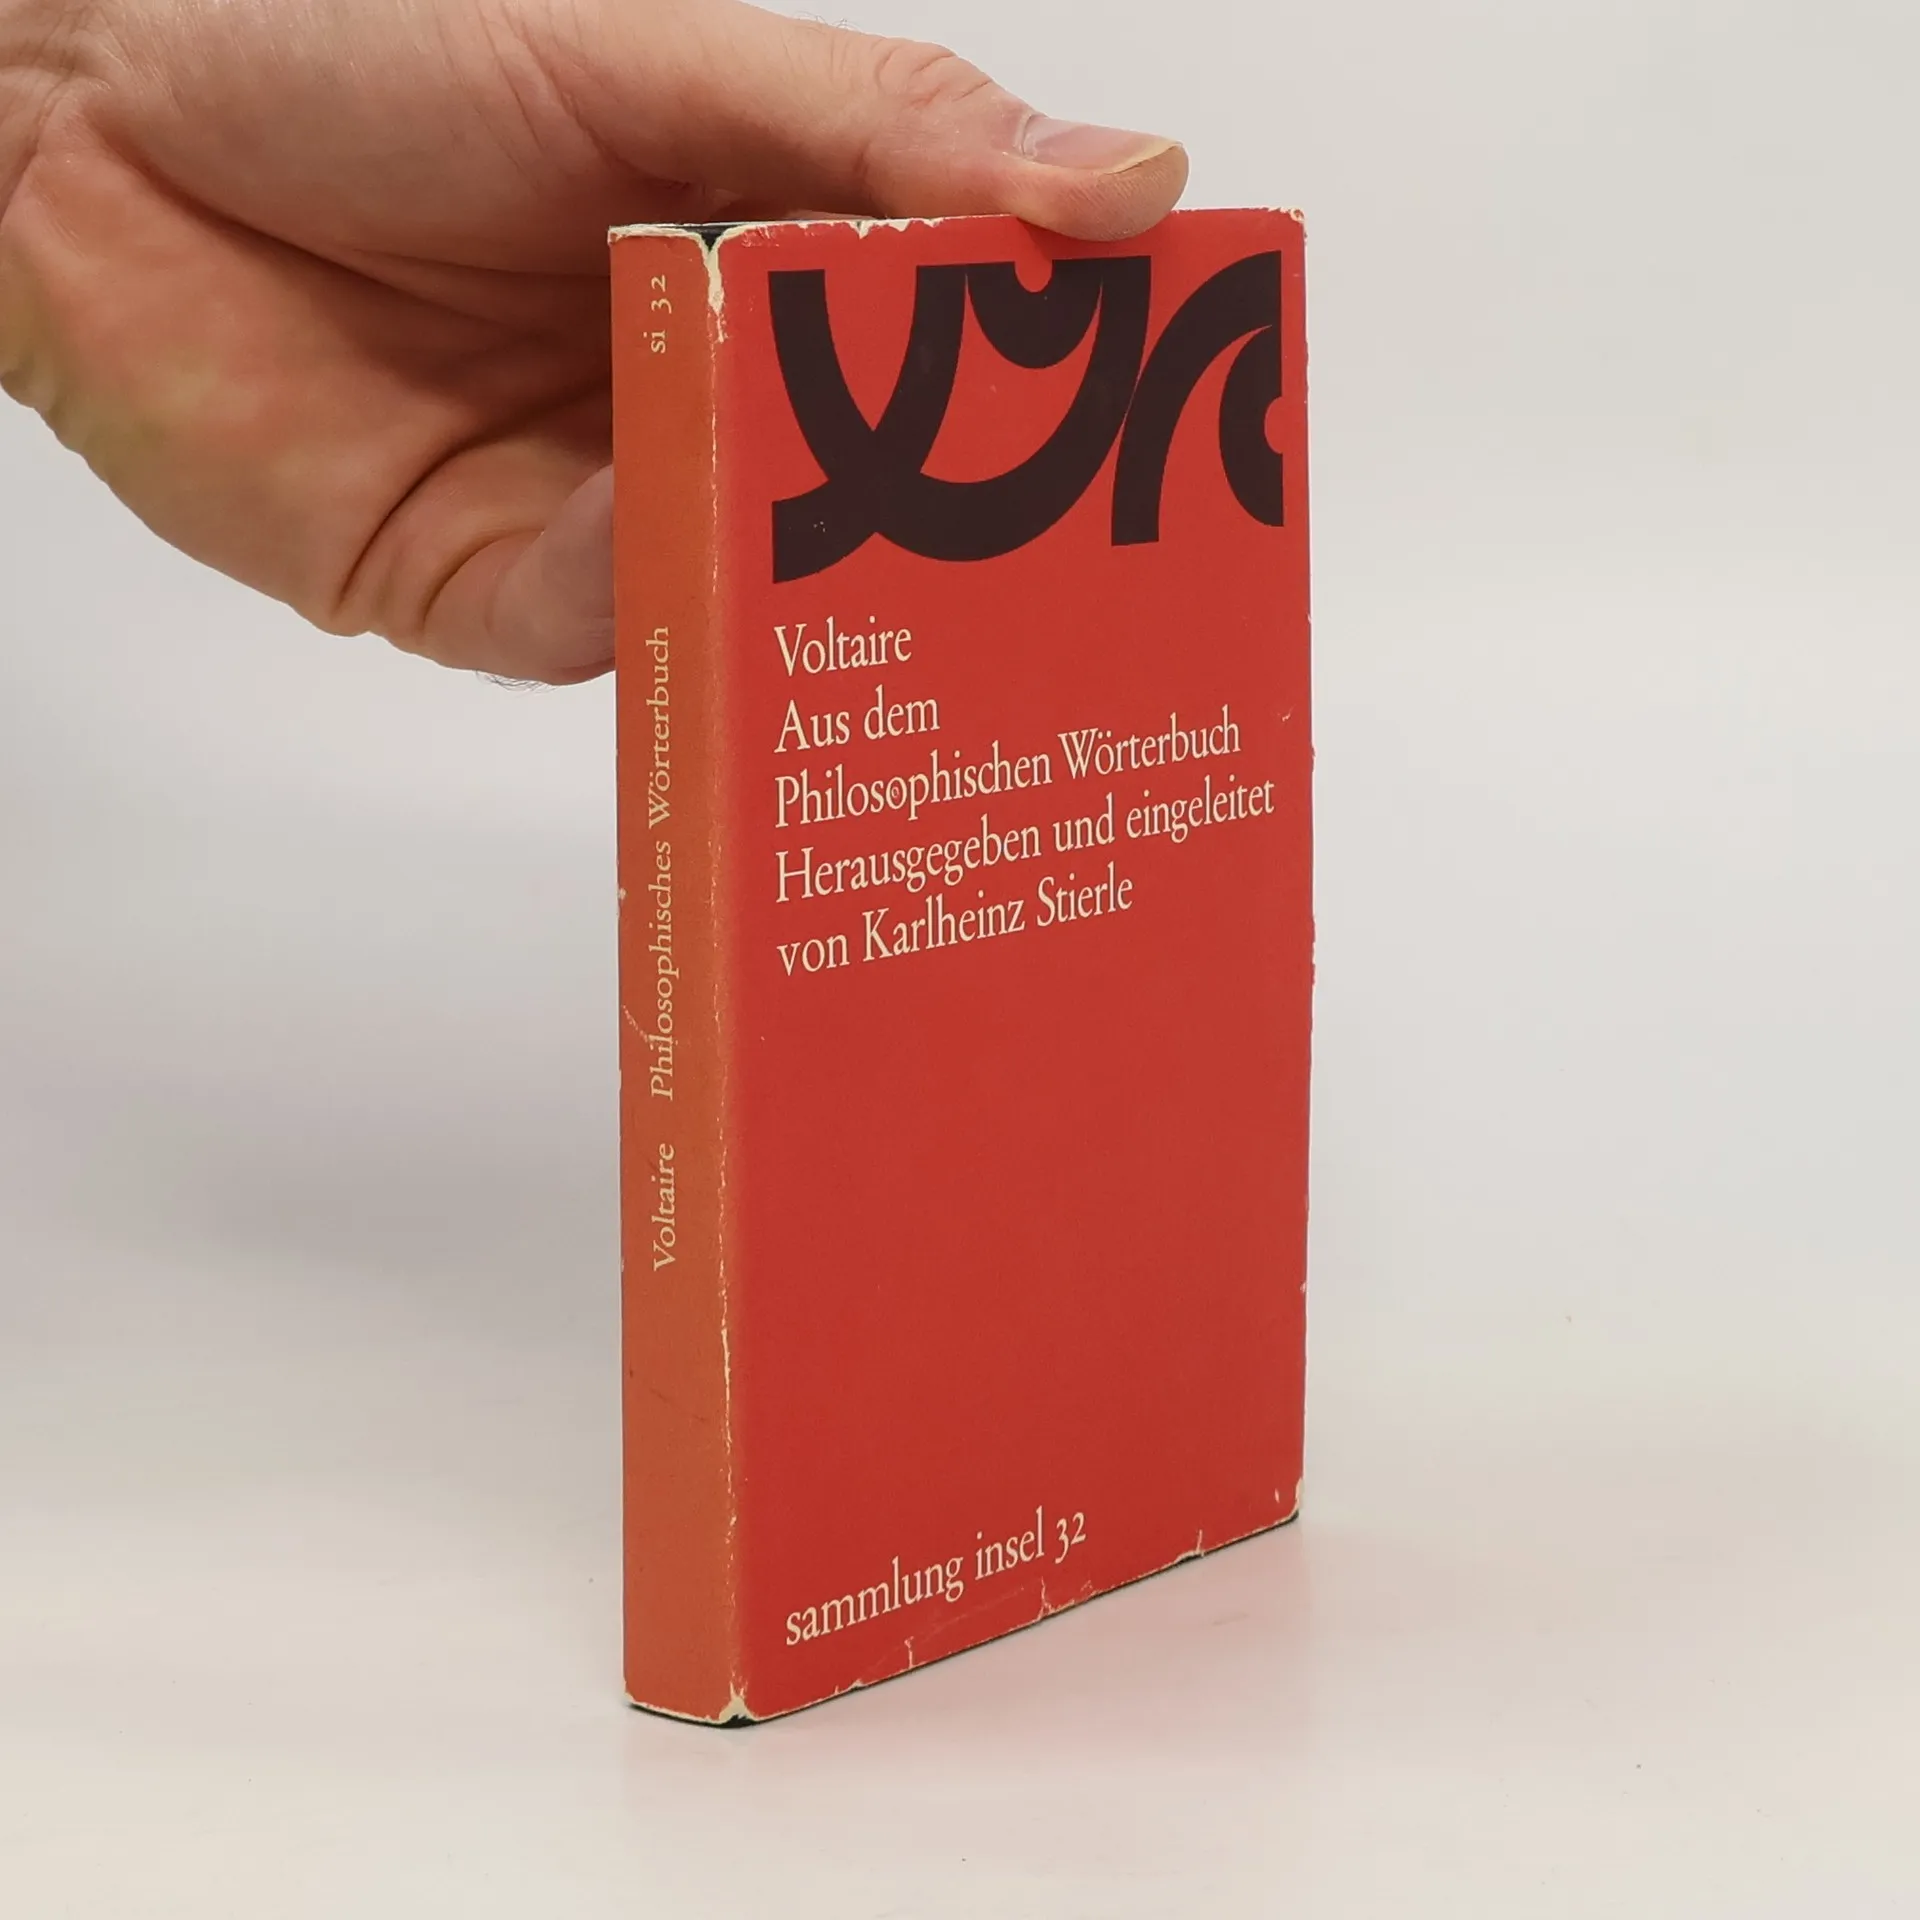 si 32
Voltaire Philosophisches Wörterbuch
Voltaire
Aus dem
Philosophischen Wörterbuch
Herausgegeben und eingeleitet
von Karlheinz Stierle
sammlung insel 32